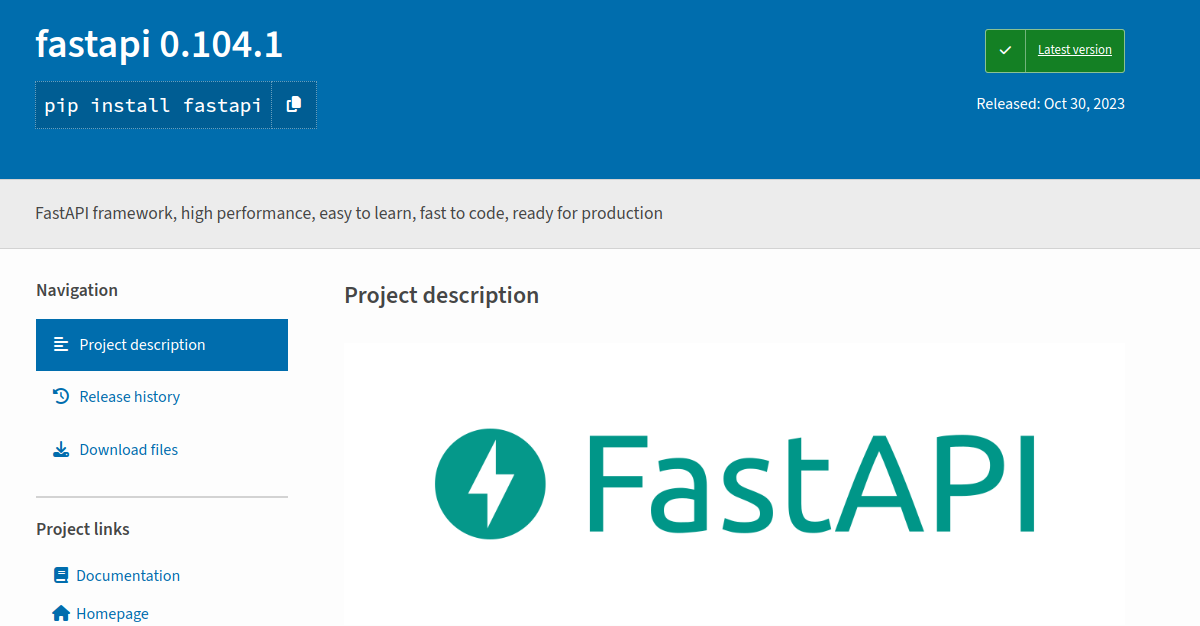 fastapi 0.104.1
Latest version
pip install fastapi
Released: Oct 30, 2023
FastAPI framework, high performance, easy to learn, fast to code, ready for production
Navigation
Project description
Release history
Download files
Project links
Documentation
Homepage
Project description
FastAPI